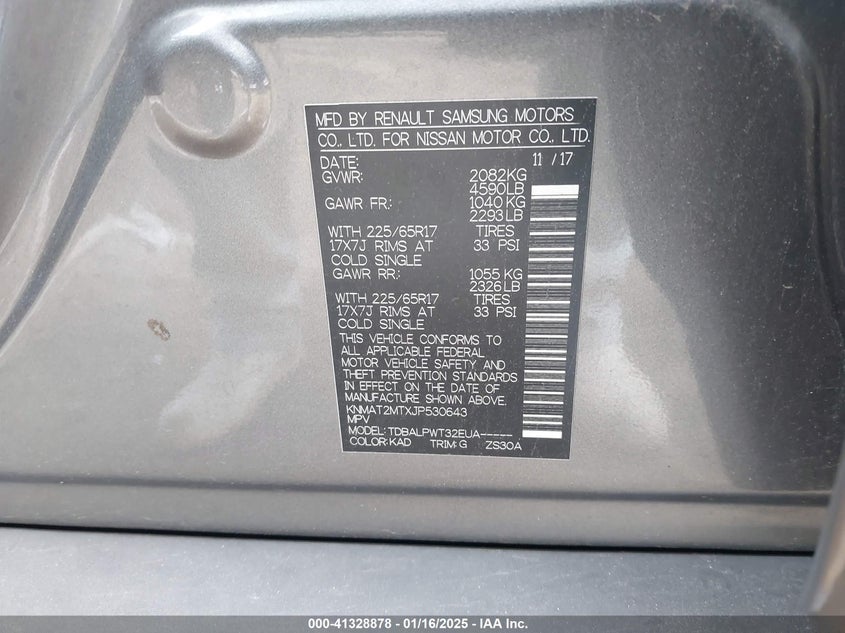 MFD BY RENAULT SAMSUNG MOTORS
CO., LTD. FOR NISSAN MOTOR CO., LTD.
DATE: 11 / 17
GVWR: 2082KG
4590LB
GAWR FR: 1040 KG
2293 LB
WITH 225/65R17 TIRES
17X7J RIMS AT 33 PSI
COLD SINGLE
GAWR RR: 1055 KG
2326 LB
WITH 225/65R17 TIRES
17X7J RIMS AT 33 PSI
COLD SINGLE
THIS VEHICLE CONFORMS TO
ALL APPLICABLE FEDERAL
MOTOR VEHICLE SAFETY AND
THEFT PREVENTION STANDARDS
IN EFFECT ON THE DATE OF
MANUFACTURE SHOWN ABOVE.
KNMAT2MTXJP530643
MPV
MODEL: TDBALPWT32EUA-----
COLOR: KAD TRIM: G ZS30A
000-41328878 - 01/16/2025 - IAA Inc.